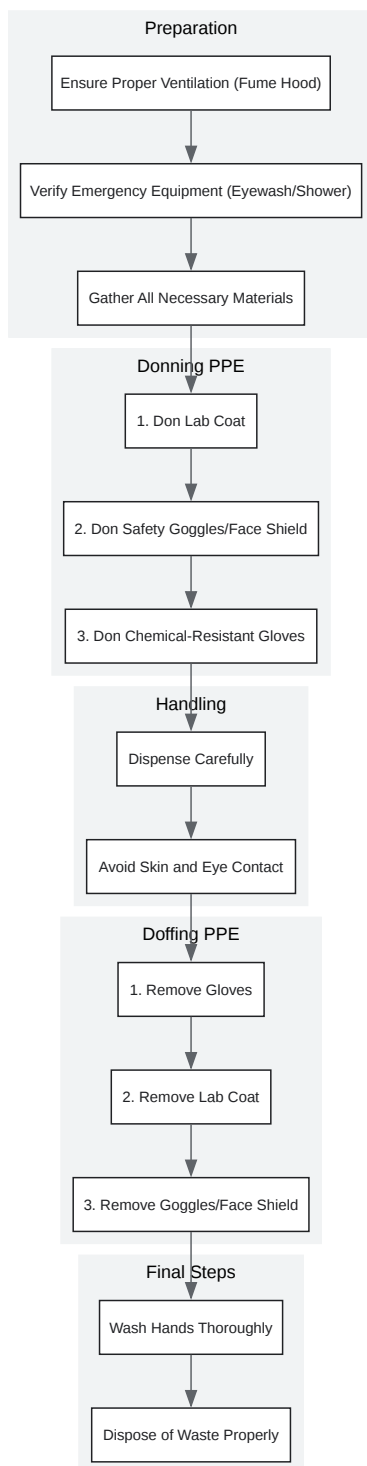 Preparation
Ensure Proper Ventilation (Fume Hood)
Verify Emergency Equipment (Eyewash/Shower)
Gather All Necessary Materials
Donning PPE
1. Don Lab Coat
2. Don Safety Goggles/Face Shield
3. Don Chemical-Resistant Gloves
Handling
Dispense Carefully
Avoid Skin and Eye Contact
Doffing PPE
1. Remove Gloves
2. Remove Lab Coat
3. Remove Goggles/Face Shield
Final Steps
Wash Hands Thoroughly
Dispose of Waste Properly